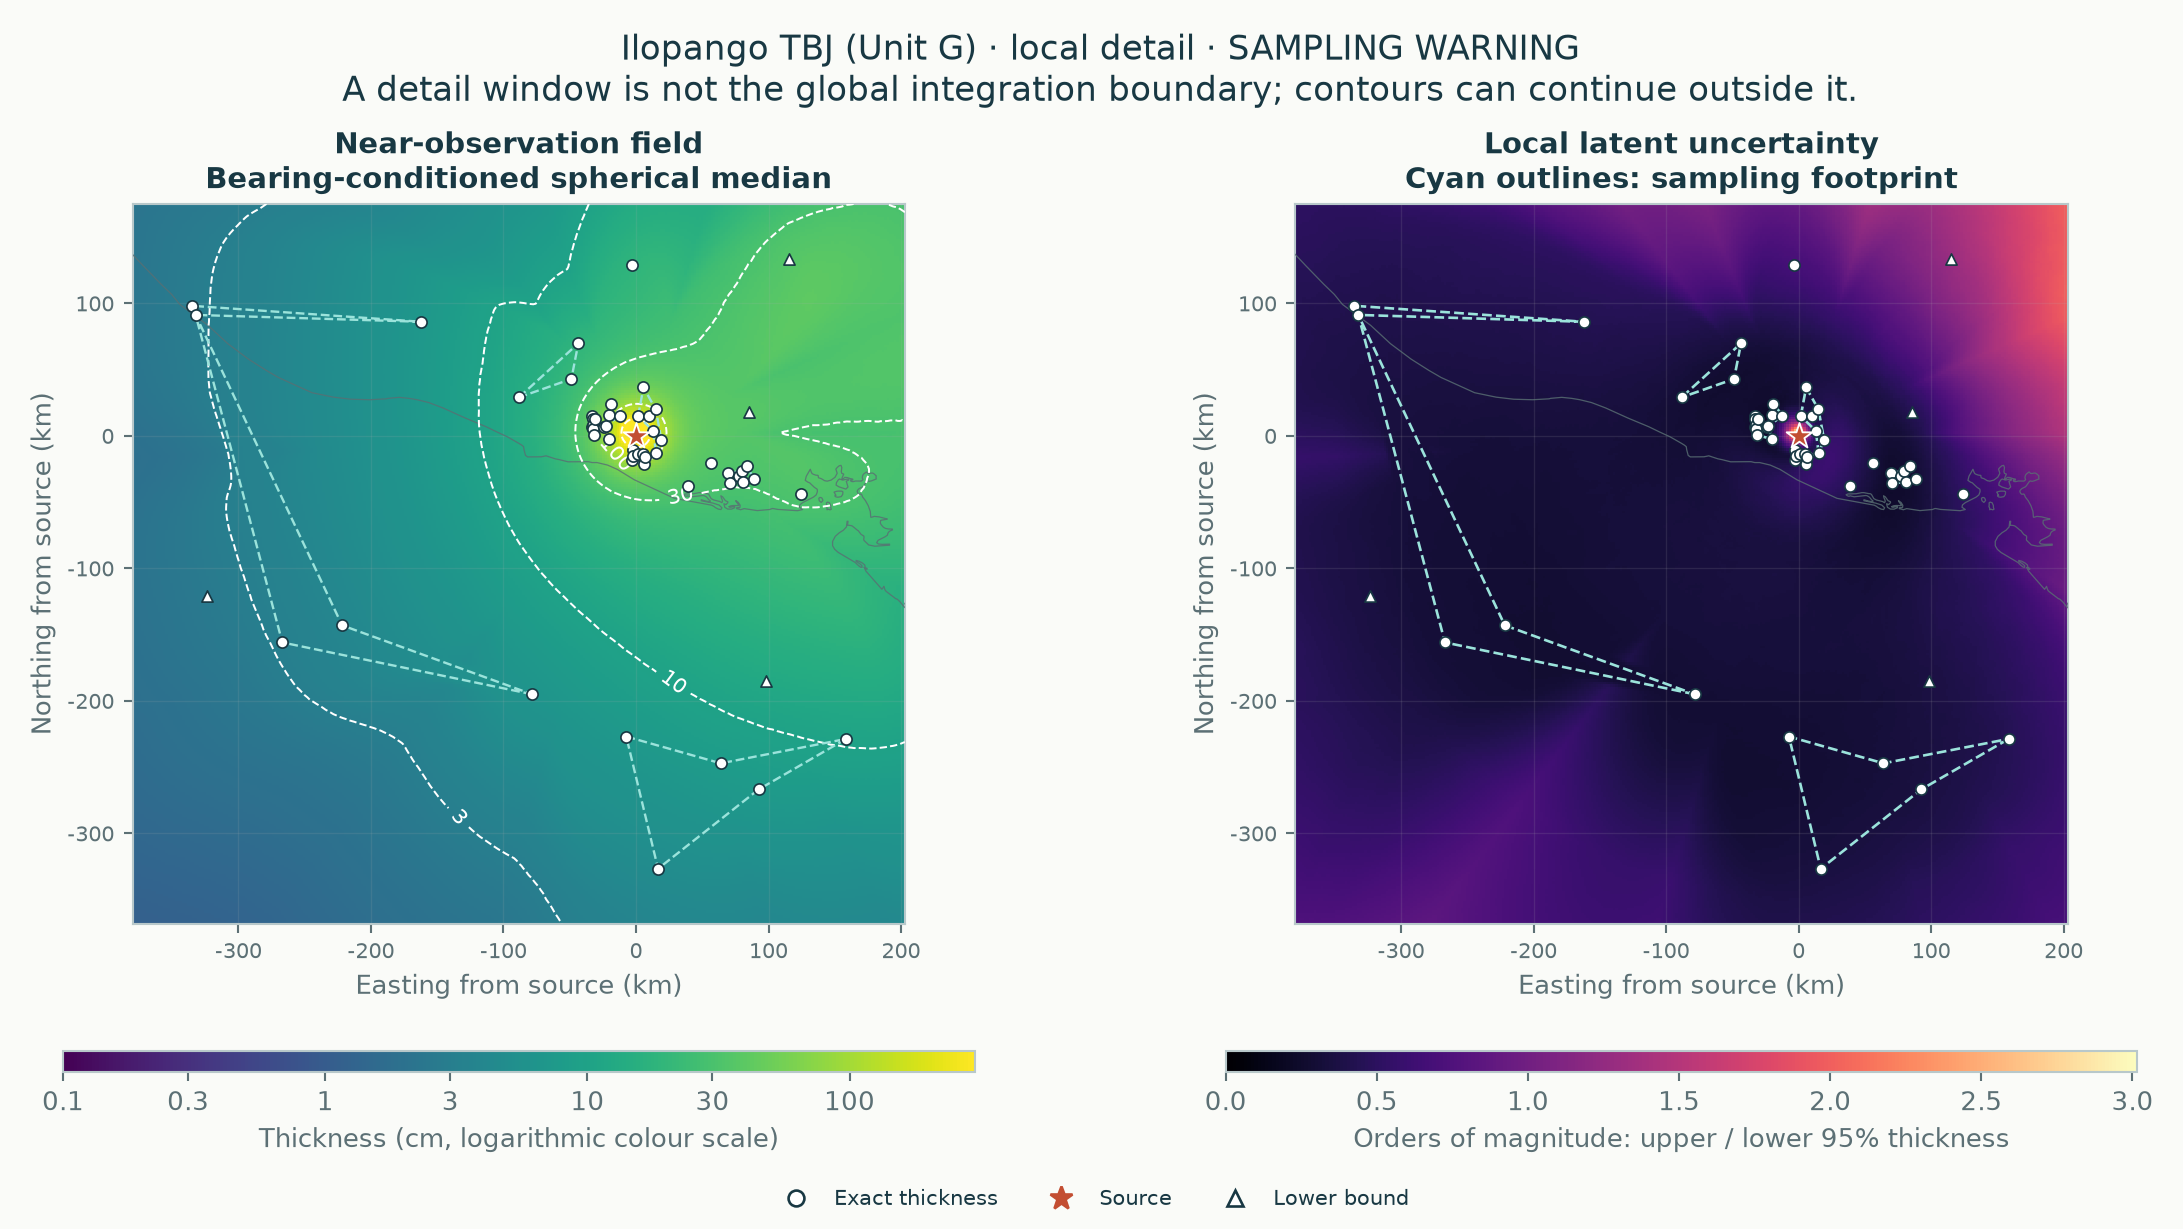 Ilopango TBJ (Unit G) · local detail · SAMPLING WARNING
A detail window is not the global integration boundary; contours can continue outside it.
Near-observation field
Bearing-conditioned spherical median
Northing from source (km)
100
0
-100
-200
-300
30
10
3
-300
-200
-100
0
100
200
Easting from source (km)
0.1
0.3
1
3
10
30
100
Thickness (cm, logarithmic colour scale)
Local latent uncertainty
Cyan outlines: sampling footprint
Northing from source (km)
100
0
-100
-200
-300
-300
-200
-100
0
100
200
Easting from source (km)
0.0
0.5
1.0
1.5
2.0
2.5
3.0
Orders of magnitude: upper / lower 95% thickness
Exact thickness
Source
Lower bound